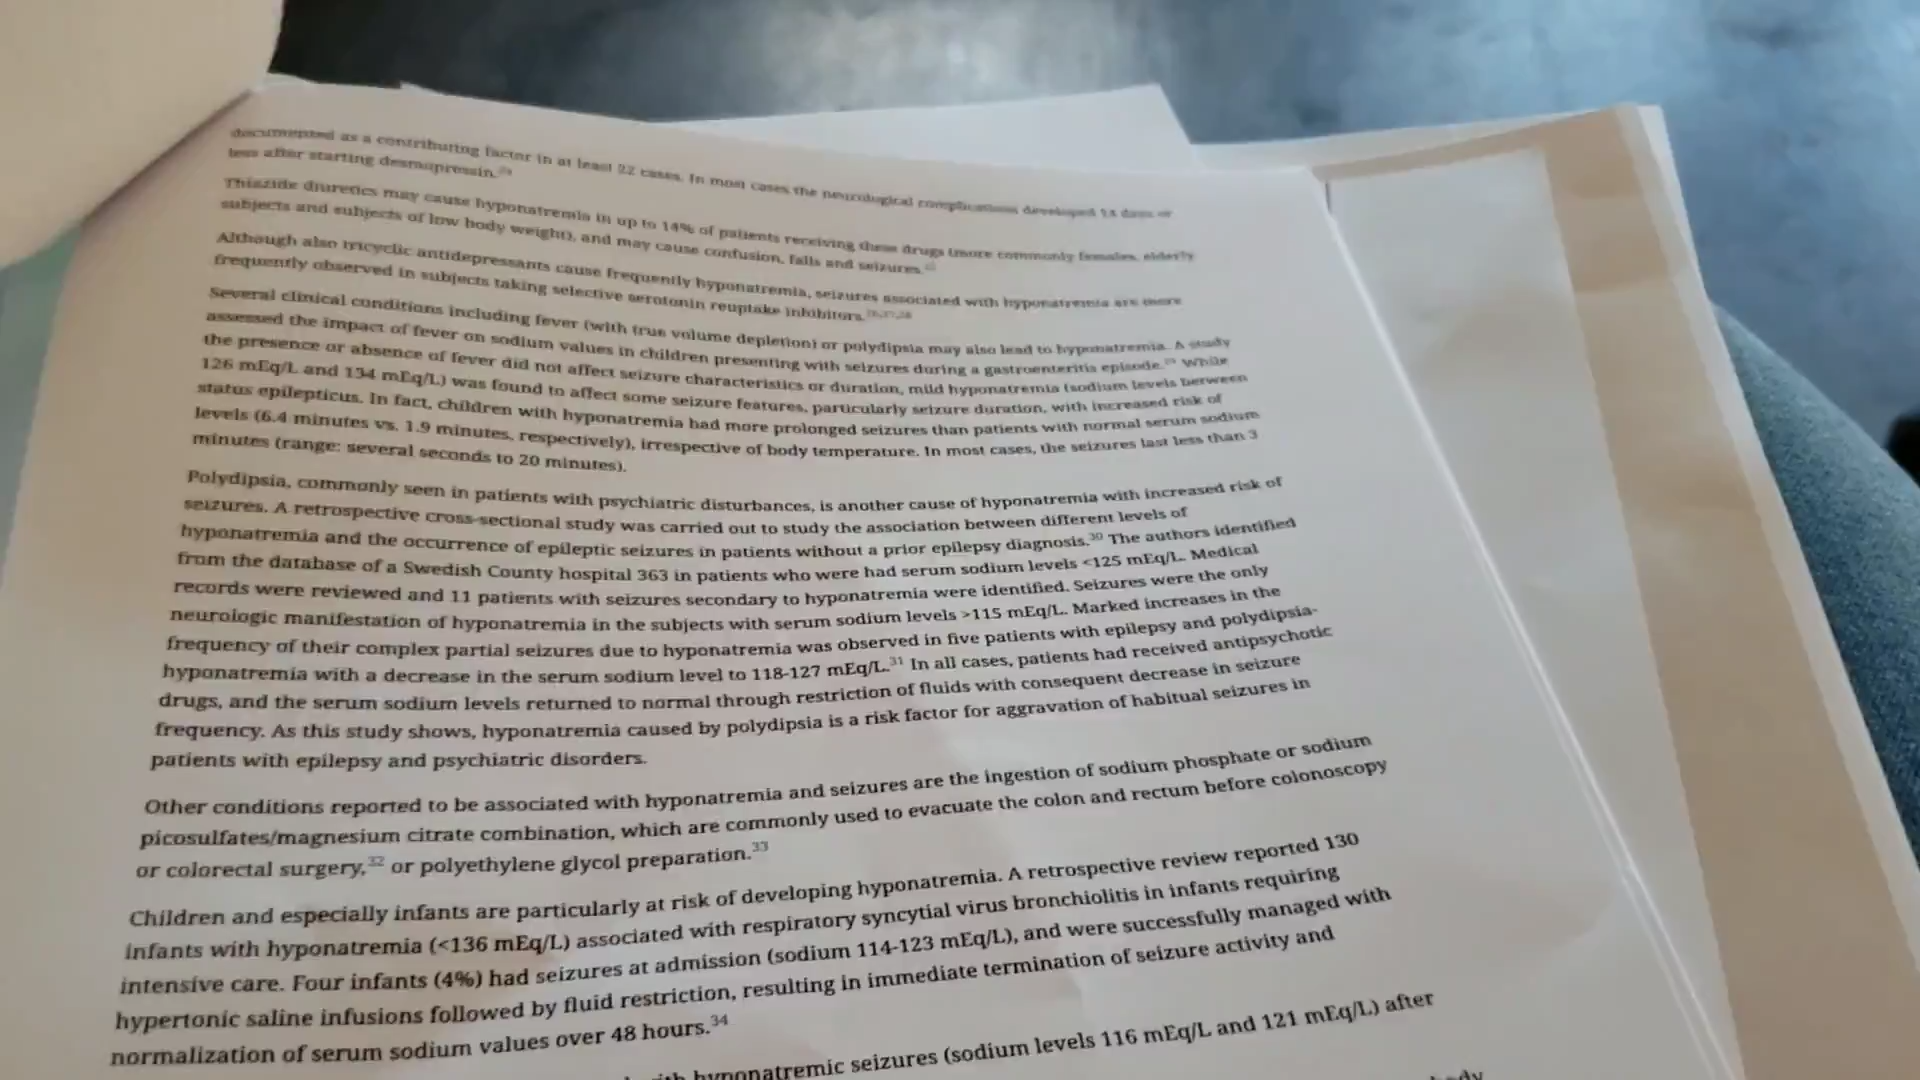 documented as a contributing factor in at least 22 cases. In most cases the neurological complications developed 14 days or
less after starting desmopressin.
Thiazide diuretics may cause hyponatremia in up to 14% of patients receiving these drugs (more commonly females, elderly
subjects and subjects of low body weight), and may cause confusion, falls and seizures.
Although also tricyclic antidepressants cause frequently hyponatremia, seizures associated with hyponatremia are more
frequently observed in subjects taking selective serotonin reuptake inhibitors.
Several clinical conditions including fever (with true volume depletion) or polydipsia may also lead to hyponatremia. A study
assessed the impact of fever on sodium values in children presenting with seizures during a gastroenteritis episode. While
the presence or absence of fever did not affect seizure characteristics or duration, mild hyponatremia (sodium levels between
126 mEq/L and 134 mEq/L) was found to affect some seizure features, particularly seizure duration, with increased risk of
status epilepticus. In fact, children with hyponatremia had more prolonged seizures than patients with normal serum sodium
levels (6.4 minutes vs. 1.9 minutes, respectively), irrespective of body temperature. In most cases, the seizures last less than 3
minutes (range: several seconds to 20 minutes).
Polydipsia, commonly seen in patients with psychiatric disturbances, is another cause of hyponatremia with increased risk of
seizures. A retrospective cross-sectional study was carried out to study the association between different levels of
hyponatremia and the occurrence of epileptic seizures in patients without a prior epilepsy diagnosis.30 The authors identified
from the database of a Swedish County hospital 363 in patients who were had serum sodium levels <125 mEq/L. Medical
records were reviewed and 11 patients with seizures secondary to hyponatremia were identified. Seizures were the only
neurologic manifestation of hyponatremia in the subjects with serum sodium levels >115 mEq/L. Marked increases in the
frequency of their complex partial seizures due to hyponatremia was observed in five patients with epilepsy and polydipsia-
hyponatremia with a decrease in the serum sodium level to 118-127 mEq/L.31 In all cases, patients had received antipsychotic
drugs, and the serum sodium levels returned to normal through restriction of fluids with consequent decrease in seizure
frequency. As this study shows, hyponatremia caused by polydipsia is a risk factor for aggravation of habitual seizures in
patients with epilepsy and psychiatric disorders.
Other conditions reported to be associated with hyponatremia and seizures are the ingestion of sodium phosphate or sodium
picosulfates/magnesium citrate combination, which are commonly used to evacuate the colon and rectum before colonoscopy
or colorectal surgery,32 or polyethylene glycol preparation.33
Children and especially infants are particularly at risk of developing hyponatremia. A retrospective review reported 130
infants with hyponatremia (<136 mEq/L) associated with respiratory syncytial virus bronchiolitis in infants requiring
intensive care. Four infants (4%) had seizures at admission (sodium 114-123 mEq/L), and were successfully managed with
hypertonic saline infusions followed by fluid restriction, resulting in immediate termination of seizure activity and
normalization of serum sodium values over 48 hours.34
hyponatremic seizures (sodium levels 116 mEq/L and 121 mEq/L) after